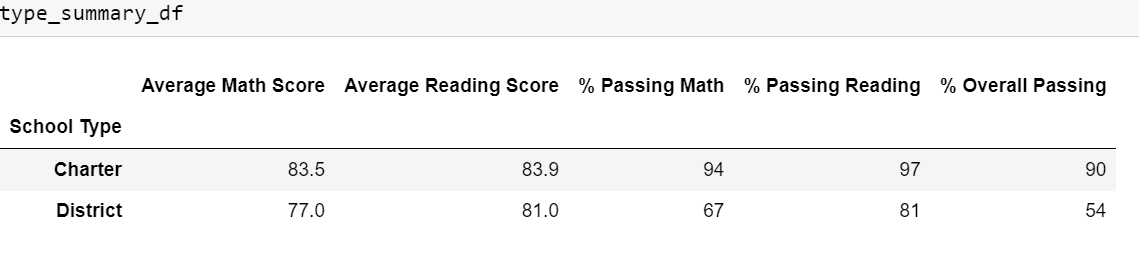 type_summary_df
Average Math Score Average Reading Score % Passing Math % Passing Reading % Overall Passing
School Type
Charter 83.5 83.9 94 97 90
District 77.0 81.0 67 81 54